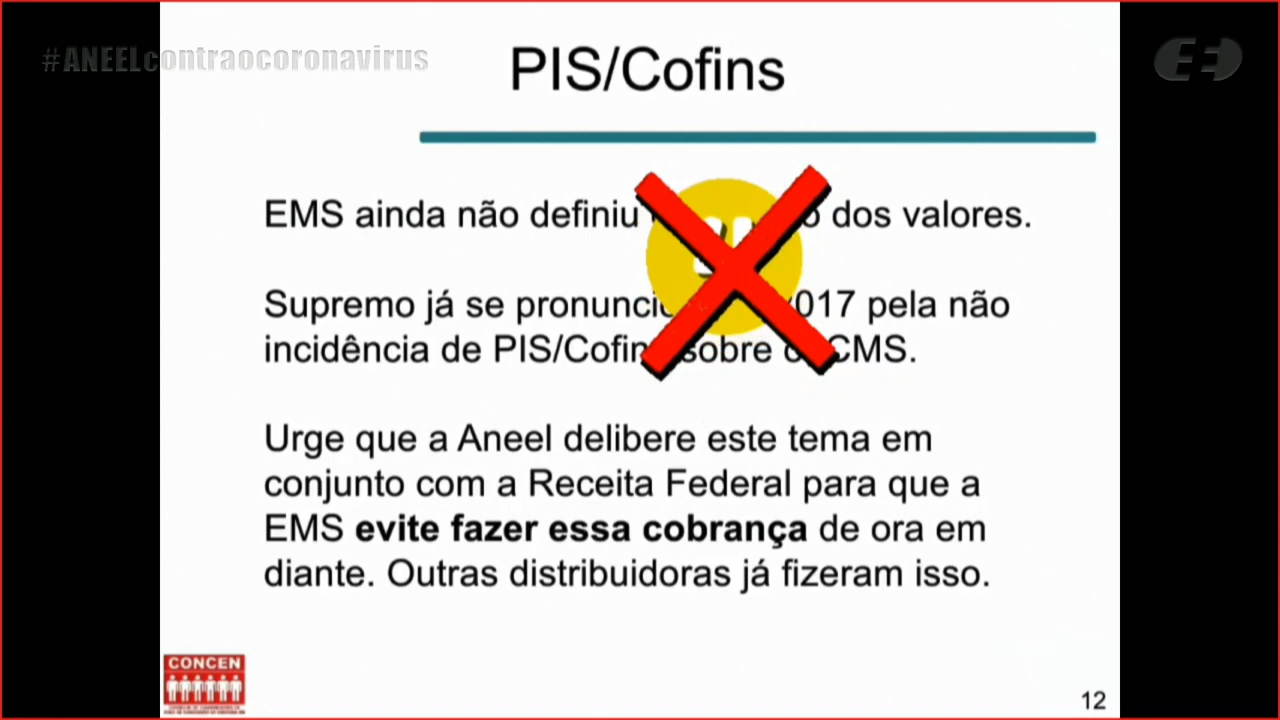 #ANEELcontraocoronavirus
PIS/Cofins
EMS ainda não definiu dos valores.
Supremo já se pronunci 017 pela não
incidência de PIS/Cofin sobre o CMS.
Urge que a Aneel delibere este tema em
conjunto com a Receita Federal para que a
EMS evite fazer essa cobrança de ora em
diante. Outras distribuidoras já fizeram isso.
CONCEN
12